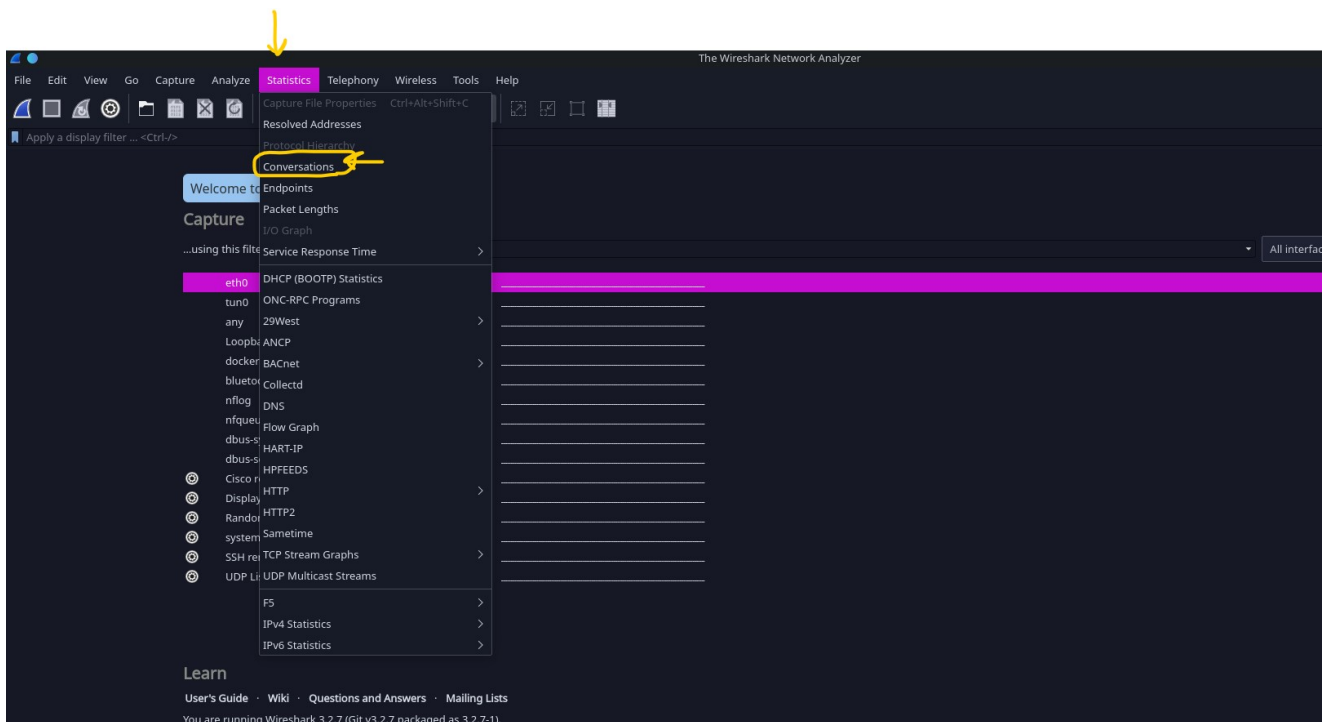 The Wireshark Network Analyzer
File Edit View Go Capture Analyze Statistics Telephony Wireless Tools Help
Capture File Properties Ctrl+Alt+Shift+C
Resolved Addresses
Apply a display filter ... <Ctrl-/>
Protocol Hierarchy
Conversations
Welcome to
Endpoints
Packet Lengths
Capture
I/O Graph
...using this filte
Service Response Time
All interfac
DHCP (BOOTP) Statistics
eth0
ONC-RPC Programs
tun0
29West
any
ANCP
Loopba
BACnet
docker
Collectd
bluetoo
DNS
nflog
Flow Graph
nfqueu
HART-IP
dbus-sy
HPFEEDS
dbus-se
HTTP
Cisco re
HTTP2
Display
Sametime
Random
TCP Stream Graphs
system
UDP Multicast Streams
SSH rem
UDP Lis
F5
IPv4 Statistics
IPv6 Statistics
Learn
User's Guide · Wiki · Questions and Answers · Mailing Lists
You are running Wireshark 3.2.7 (Git v3.2.7 packaged as 3.2.7-1)